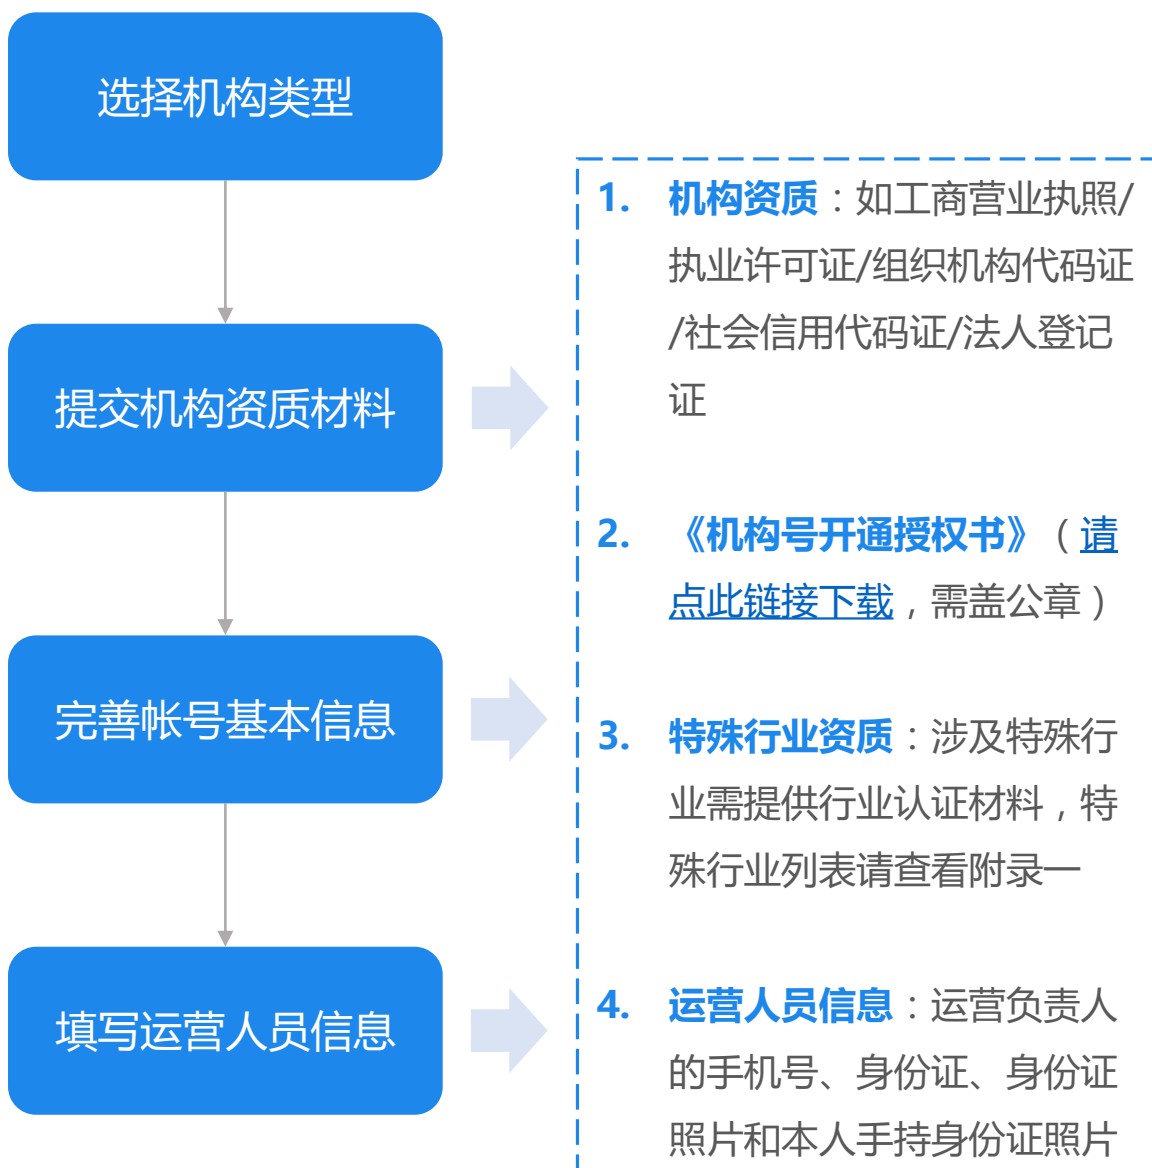 选择机构类型
提交机构资质材料
完善帐号基本信息
填写运营人员信息
1. 机构资质：如工商营业执照/
执业许可证/组织机构代码证
/社会信用代码证/法人登记
证
2. 《机构号开通授权书》（请
点此链接下载，需盖公章）
3. 特殊行业资质：涉及特殊行
业需提供行业认证材料，特
殊行业列表请查看附录一
4. 运营人员信息：运营负责人
的手机号、身份证、身份证
照片和本人手持身份证照片